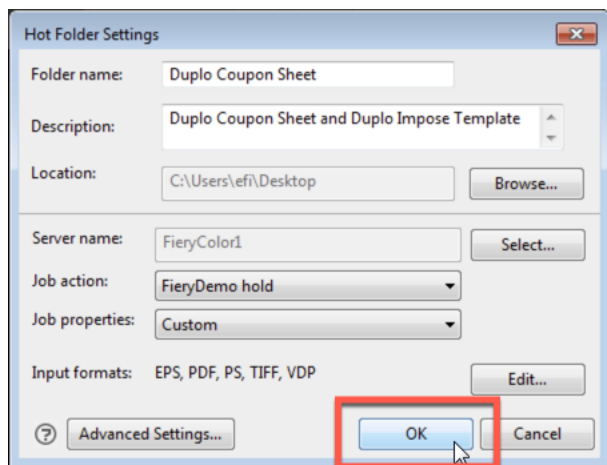 Hot Folder Settings
Folder name: Duplo Coupon Sheet
Description: Duplo Coupon Sheet and Duplo Impose Template
Location: C:\Users\efi\Desktop Browse...
Server name: FieryColor1 Select...
Job action: FieryDemo hold
Job properties: Custom
Input formats: EPS, PDF, PS, TIFF, VDP Edit...
? Advanced Settings... OK Cancel